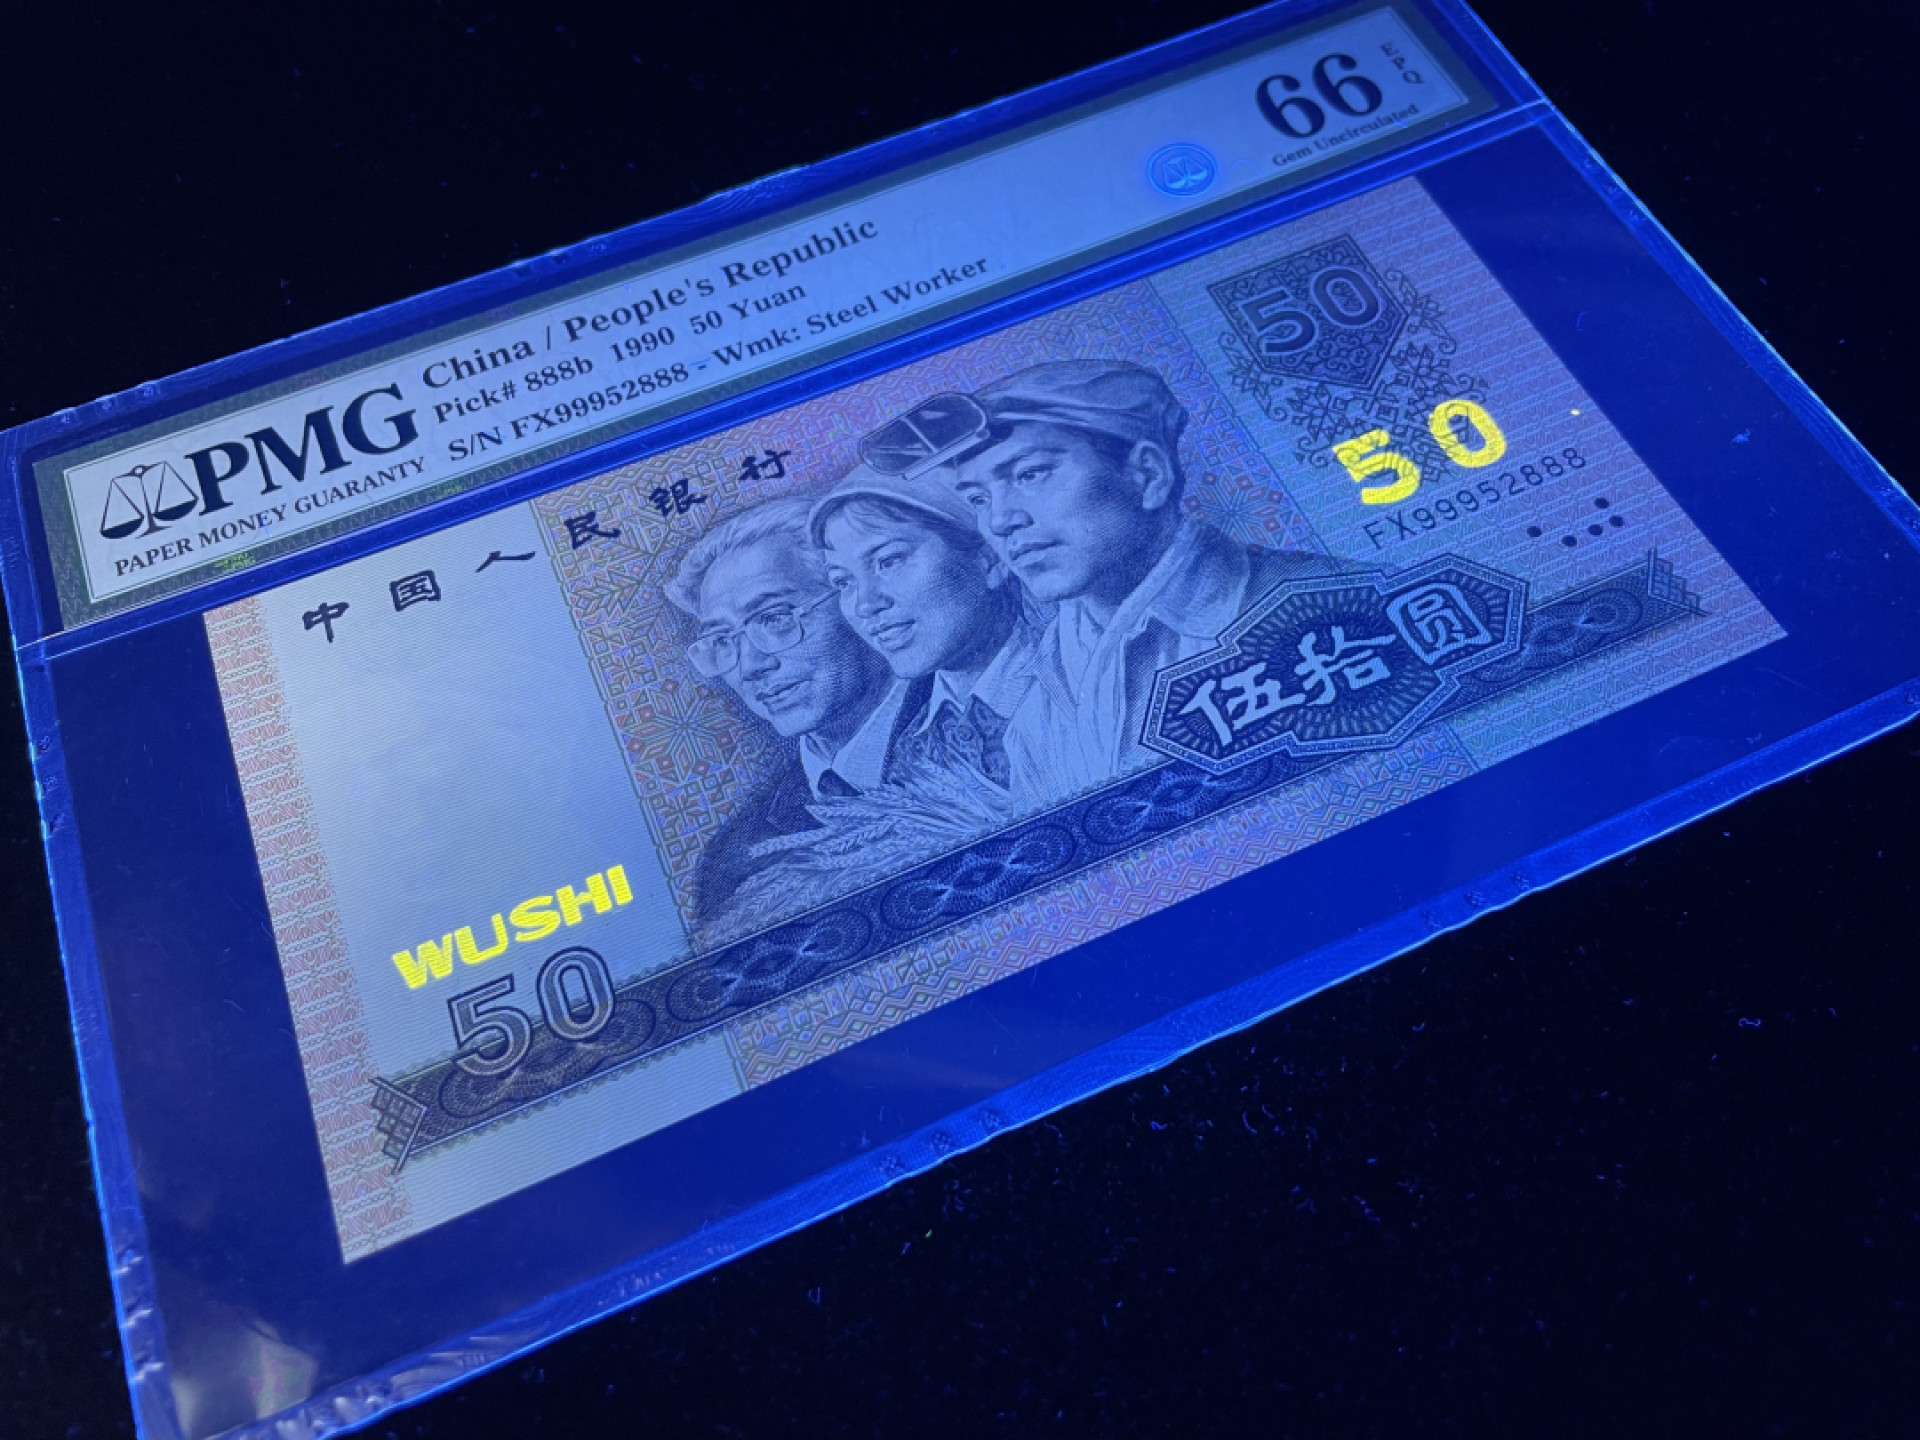 PMG
PAPER MONEY GUARANTY
China / People's Republic
Pick# 888b 1990 50 Yuan
S/N FX99952888 - Wmk: Steel Worker
66
EPQ
Gem Uncirculated
中国人民银行
50
50
FX99952888
伍拾圆
WUSHI
50